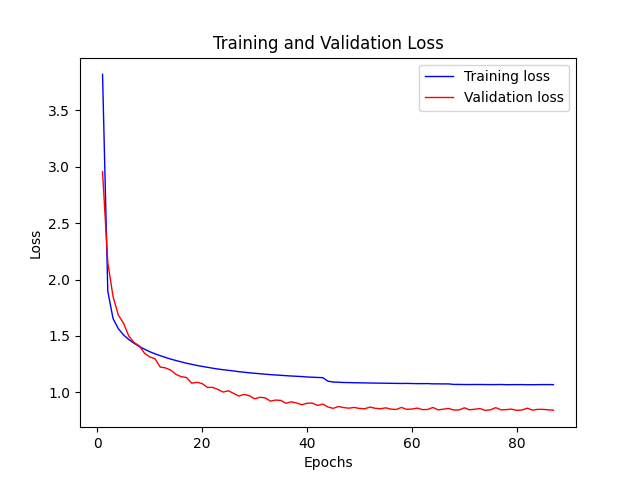 Training and Validation Loss
Training loss
Validation loss
3.5
3.0
2.5
2.0
1.5
1.0
Loss
0 20 40 60 80
Epochs